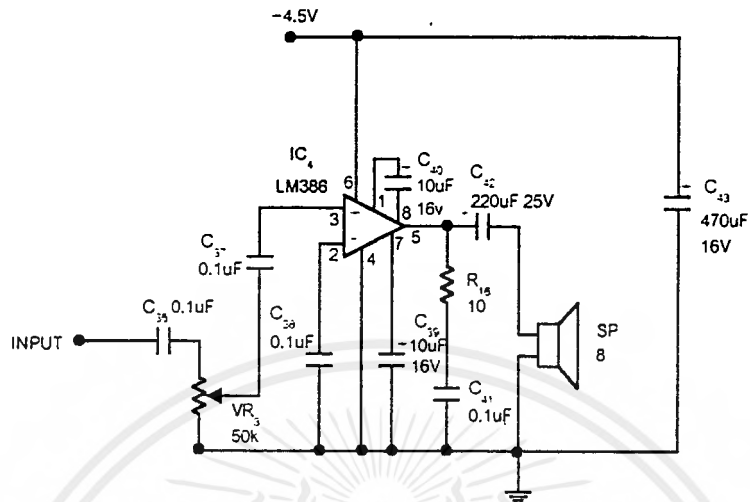 -4.5V
IC4
LM386
6
1
C40
10uF
16v
8
3
2
7
5
4
C42
220uF 25V
C43
470uF
16V
C37
0.1uF
C38
0.1uF
C39
10uF
16V
R16
10
C41
0.1uF
SP
8
C35 0.1uF
INPUT
VR3
50k